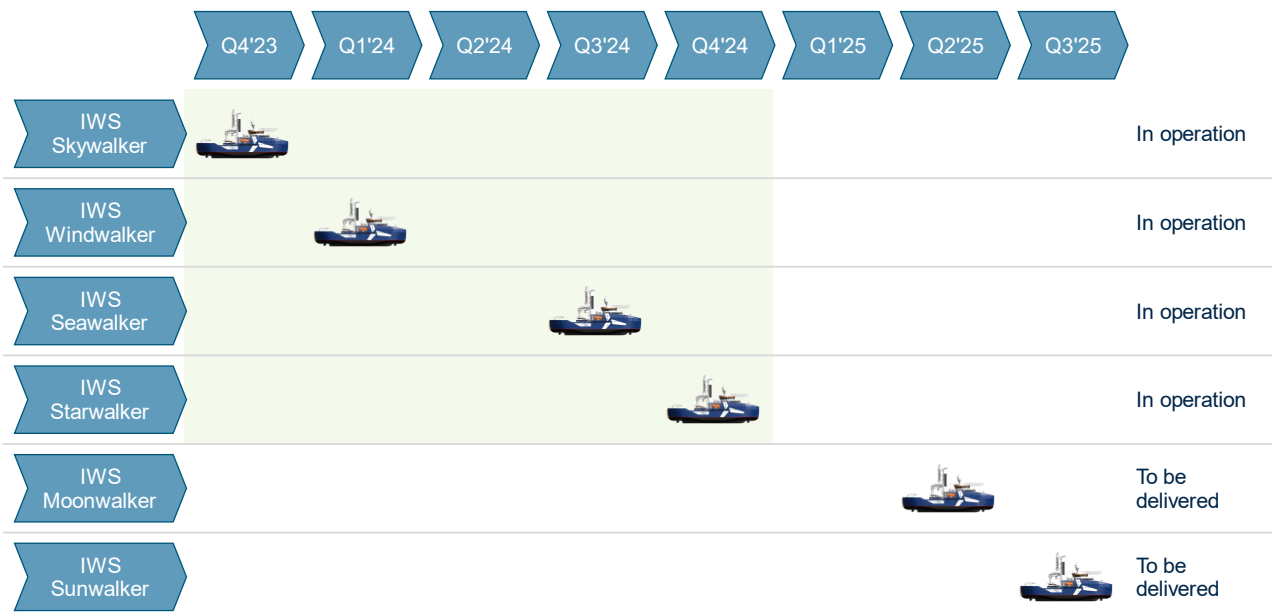 Q4'23
Q1'24
Q2'24
Q3'24
Q4'24
Q1'25
Q2'25
Q3'25
IWS
Skywalker
In operation
IWS
Windwalker
In operation
IWS
Seawalker
In operation
IWS
Starwalker
In operation
IWS
Moonwalker
To be
delivered
IWS
Sunwalker
To be
delivered